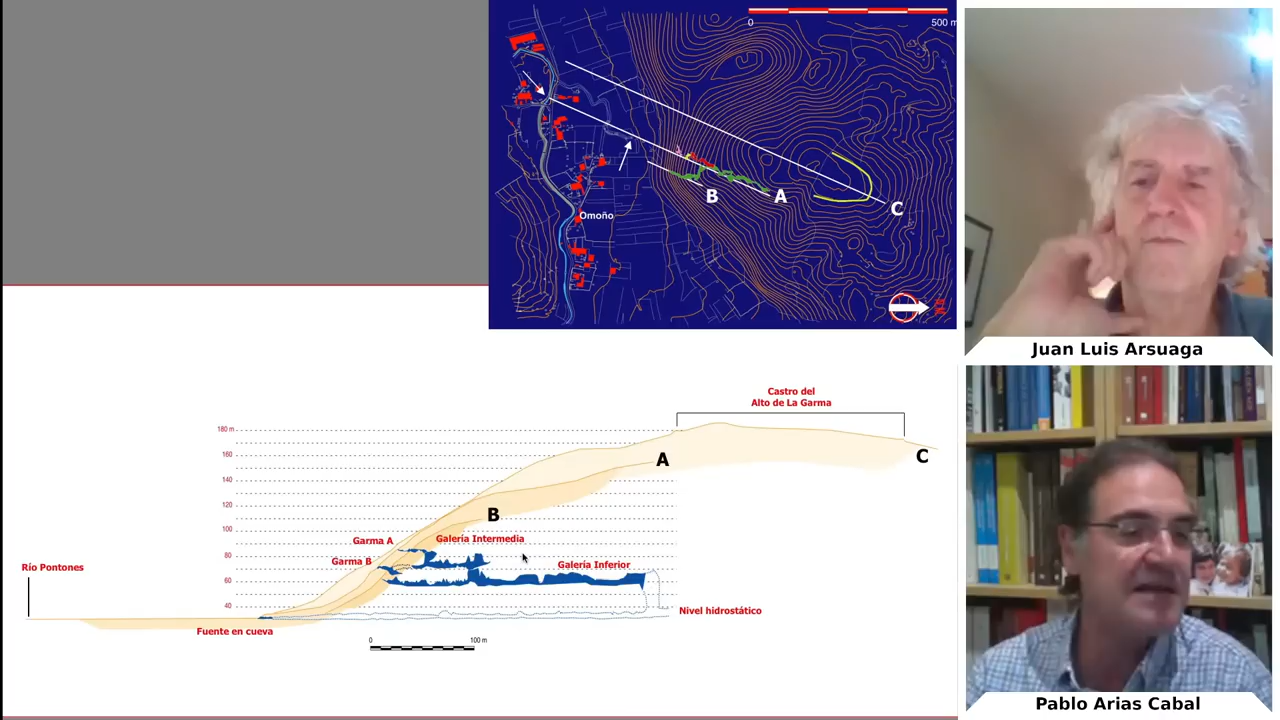 0
500 m
Omoño
B
A
C
Juan Luis Arsuaga
Castro del
Alto de La Garma
180 m
160
A
C
140
120
B
100
Garma A
Galería Intermedia
80
Garma B
Galería Inferior
Río Pontones
60
40
Nivel hidrostático
Fuente en cueva
0
100 m
Pablo Arias Cabal